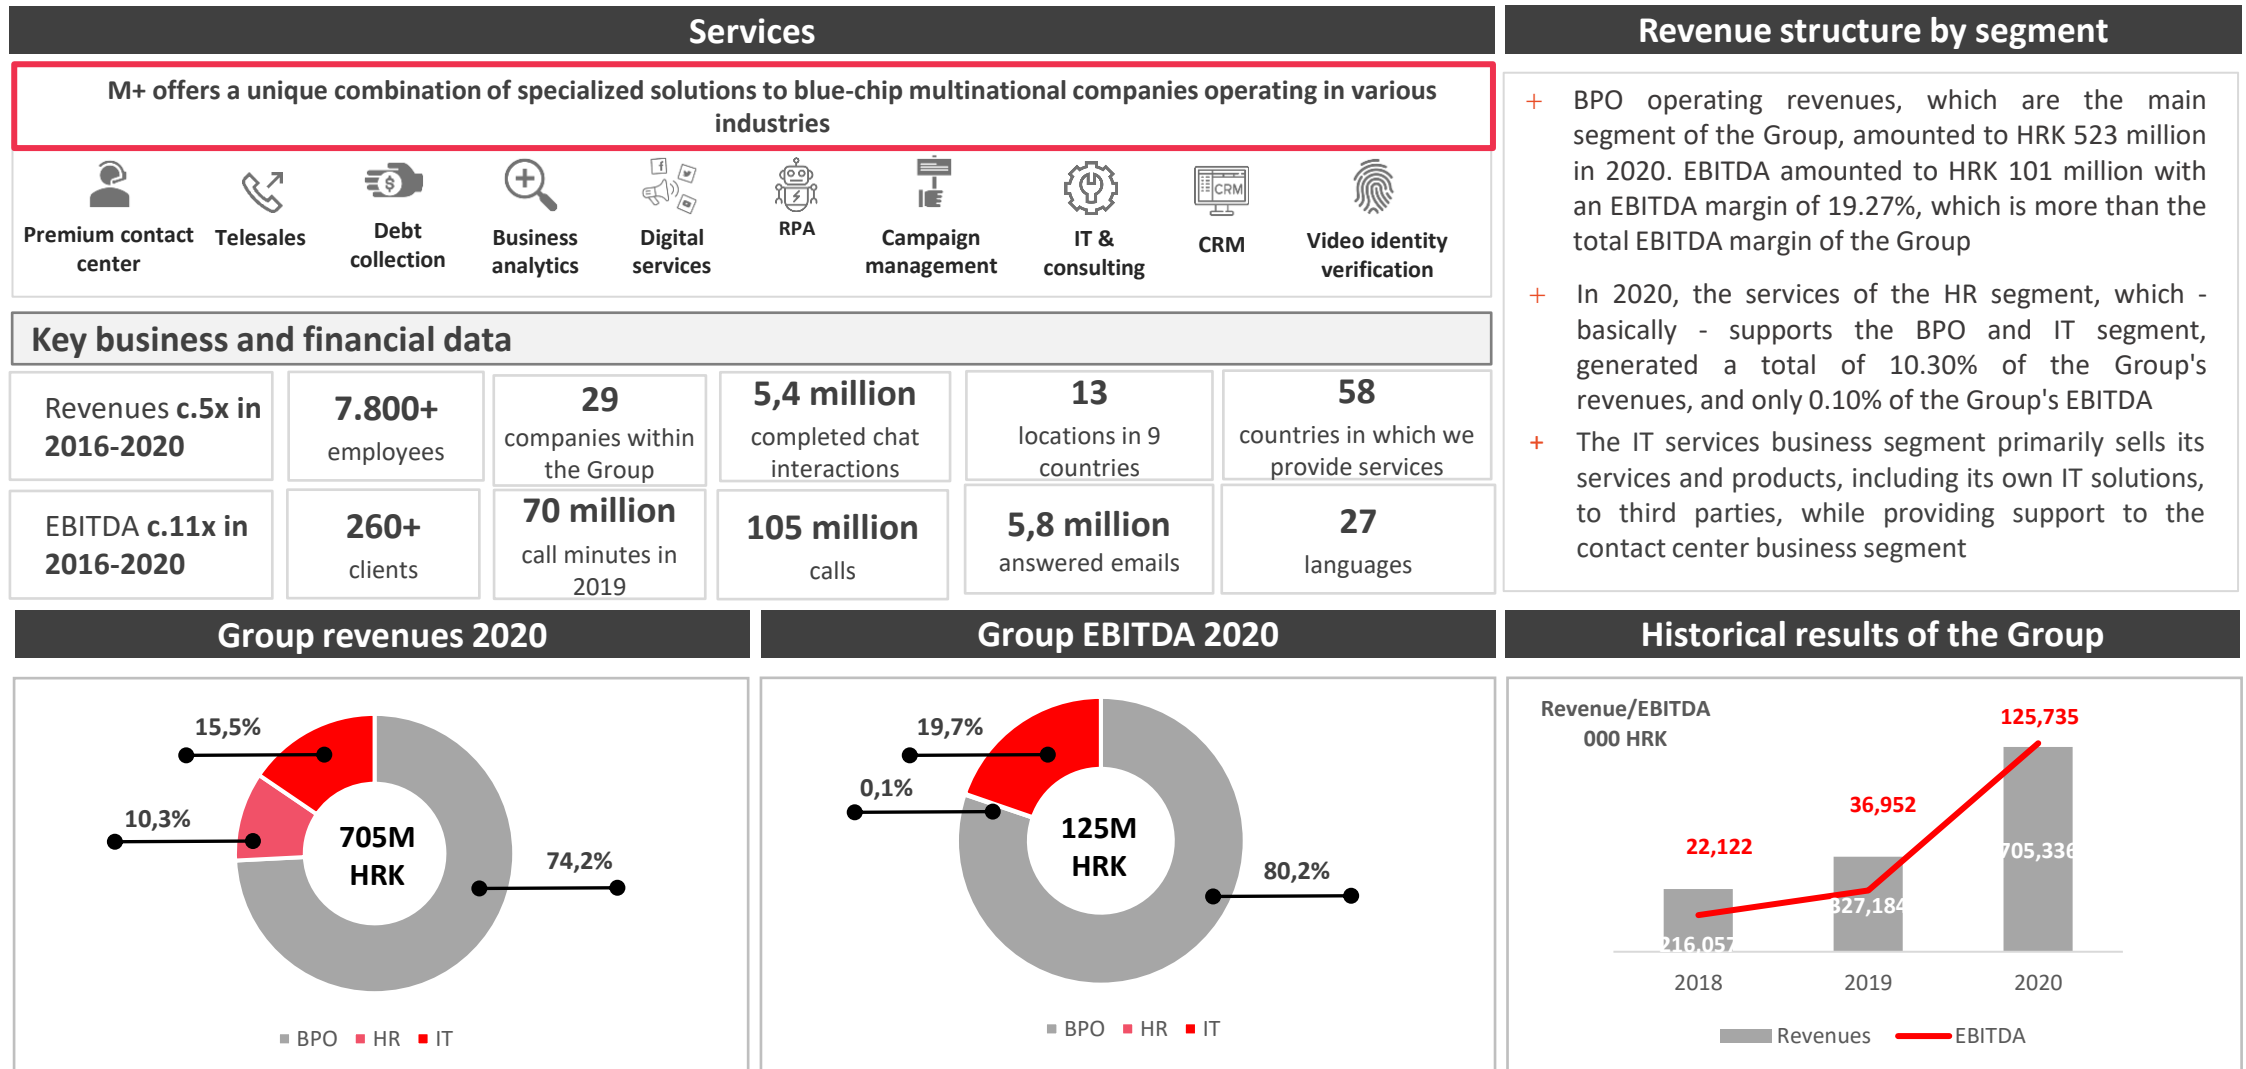 Services
M+ offers a unique combination of specialized solutions to blue-chip multinational companies operating in various
industries
Premium contact
center
Telesales
Debt
collection
Business
analytics
Digital
services
RPA
Campaign
management
IT &
consulting
CRM
CRM
Video identity
verification
Key business and financial data
Revenues c.5x in
2016-2020
7.800+
employees
29
companies within
the Group
5,4 million
completed chat
interactions
13
locations in 9
countries
58
countries in which we
provide services
EBITDA c.11x in
2016-2020
260+
clients
70 million
call minutes in
2019
105 million
calls
5,8 million
answered emails
27
languages
Revenue structure by segment
+ BPO operating revenues, which are the main
segment of the Group, amounted to HRK 523 million
in 2020. EBITDA amounted to HRK 101 million with
an EBITDA margin of 19.27%, which is more than the
total EBITDA margin of the Group
+ In 2020, the services of the HR segment, which -
basically - supports the BPO and IT segment,
generated a total of 10.30% of the Group's
revenues, and only 0.10% of the Group's EBITDA
+ The IT services business segment primarily sells its
services and products, including its own IT solutions,
to third parties, while providing support to the
contact center business segment
Group revenues 2020
15,5%
10,3%
74,2%
705M
HRK
BPO HR IT
Group EBITDA 2020
19,7%
0,1%
80,2%
125M
HRK
BPO HR IT
Historical results of the Group
Revenue/EBITDA
000 HRK
125,735
36,952
22,122
705,336
327,184
216,057
2018 2019 2020
Revenues EBITDA